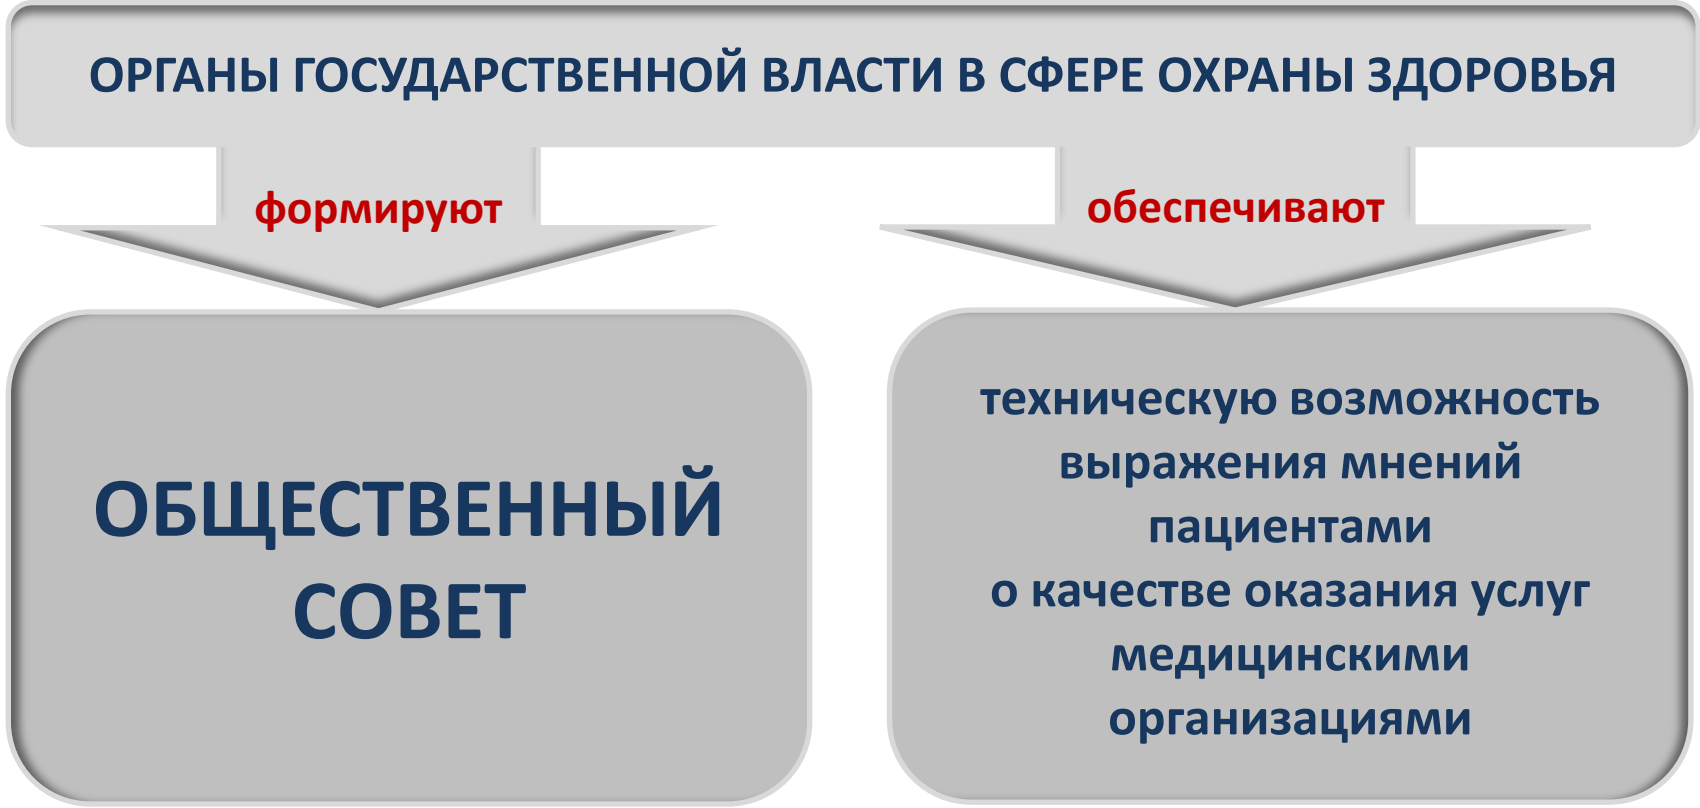 ОРГАНЫ ГОСУДАРСТВЕННОЙ ВЛАСТИ В СФЕРЕ ОХРАНЫ ЗДОРОВЬЯ
формируют
обеспечивают
ОБЩЕСТВЕННЫЙ
СОВЕТ
техническую возможность
выражения мнений
пациентами
о качестве оказания услуг
медицинскими
организациями